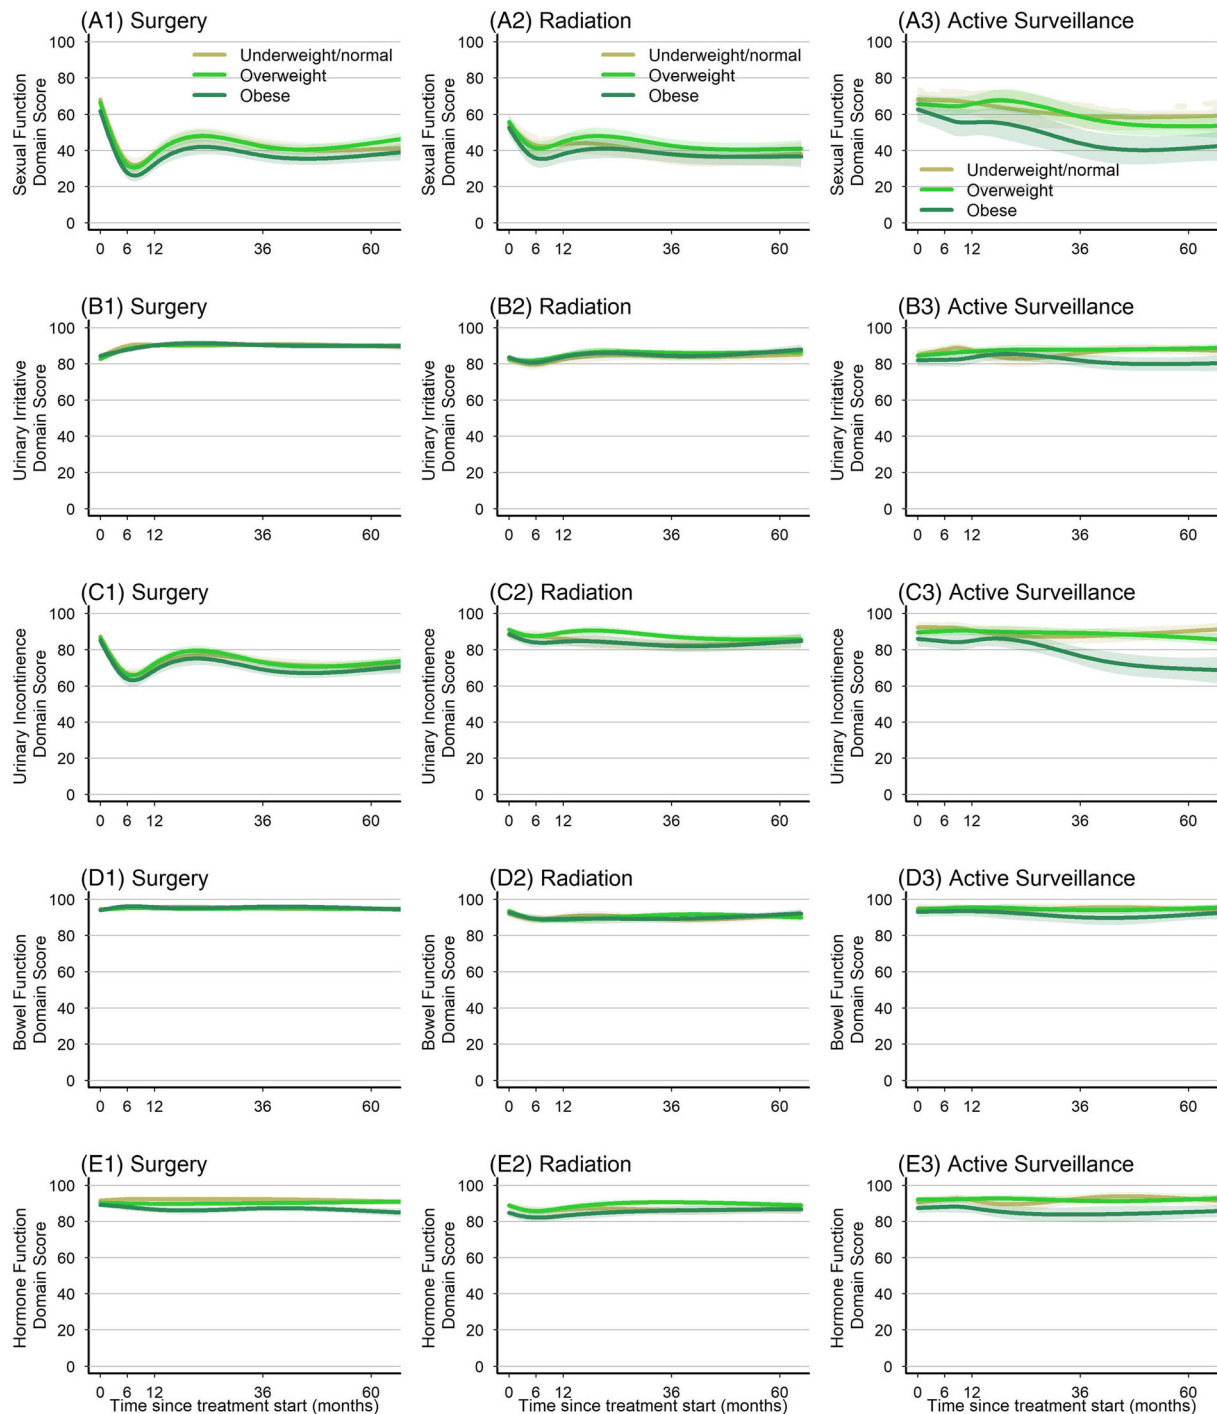 (A1) Surgery
Sexual Function
Domain Score
100
80
60
40
20
0
Underweight/normal
Overweight
Obese
0 6 12 36 60
(A2) Radiation
Sexual Function
Domain Score
100
80
60
40
20
0
Underweight/normal
Overweight
Obese
0 6 12 36 60
(A3) Active Surveillance
Sexual Function
Domain Score
100
80
60
40
20
0
Underweight/normal
Overweight
Obese
0 6 12 36 60
(B1) Surgery
Urinary Irritative
Domain Score
100
80
60
40
20
0
0 6 12 36 60
(B2) Radiation
Urinary Irritative
Domain Score
100
80
60
40
20
0
0 6 12 36 60
(B3) Active Surveillance
Urinary Irritative
Domain Score
100
80
60
40
20
0
0 6 12 36 60
(C1) Surgery
Urinary Incontinence
Domain Score
100
80
60
40
20
0
0 6 12 36 60
(C2) Radiation
Urinary Incontinence
Domain Score
100
80
60
40
20
0
0 6 12 36 60
(C3) Active Surveillance
Urinary Incontinence
Domain Score
100
80
60
40
20
0
0 6 12 36 60
(D1) Surgery
Bowel Function
Domain Score
100
80
60
40
20
0
0 6 12 36 60
(D2) Radiation
Bowel Function
Domain Score
100
80
60
40
20
0
0 6 12 36 60
(D3) Active Surveillance
Bowel Function
Domain Score
100
80
60
40
20
0
0 6 12 36 60
(E1) Surgery
Hormone Function
Domain Score
100
80
60
40
20
0
0 6 12 36 60
Time since treatment start (months)
(E2) Radiation
Hormone Function
Domain Score
100
80
60
40
20
0
0 6 12 36 60
Time since treatment start (months)
(E3) Active Surveillance
Hormone Function
Domain Score
100
80
60
40
20
0
0 6 12 36 60
Time since treatment start (months)